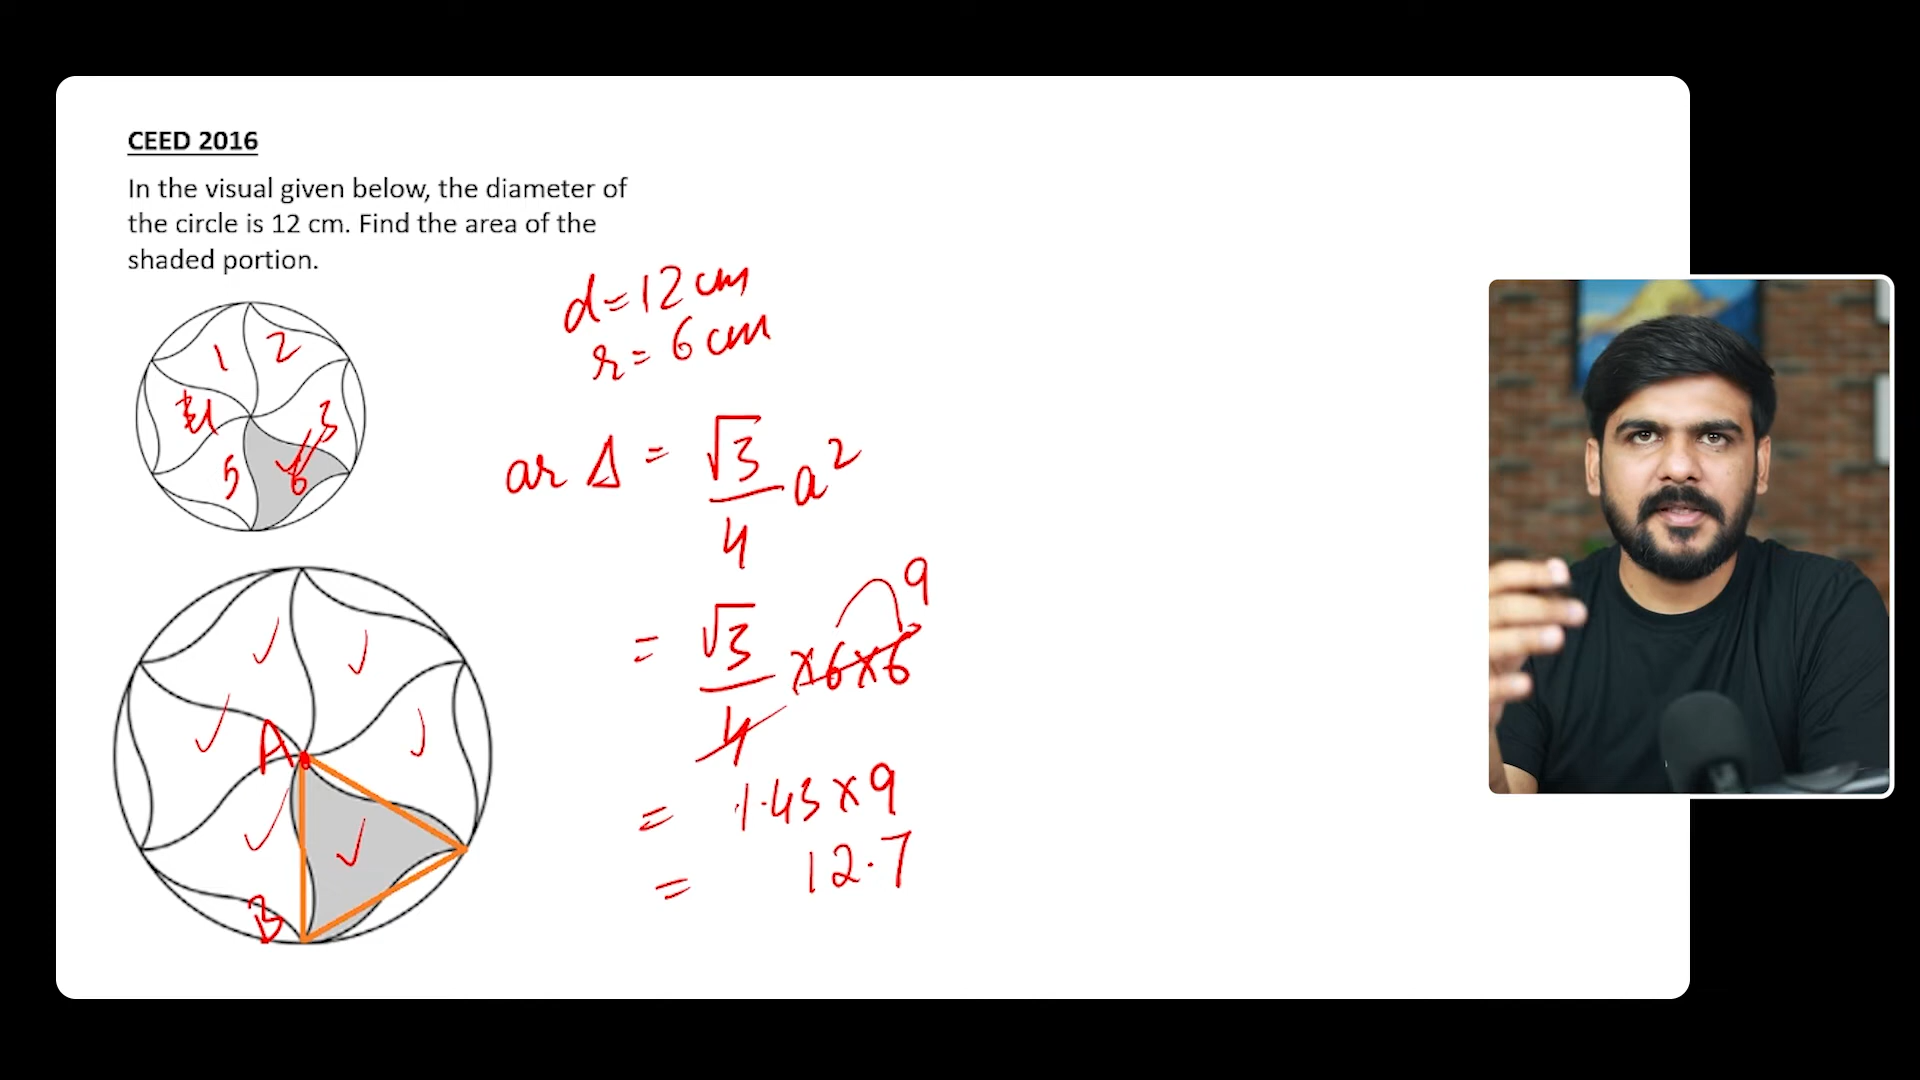 CEED 2016
In the visual given below, the diameter of
the circle is 12 cm. Find the area of the
shaded portion.
1 2
3
4
5
6
d=12 cm
r=6 cm
ar Δ = √3/4 a²
= √3/4 ×6×6 9
= 1.43×9
= 12.7
A
B